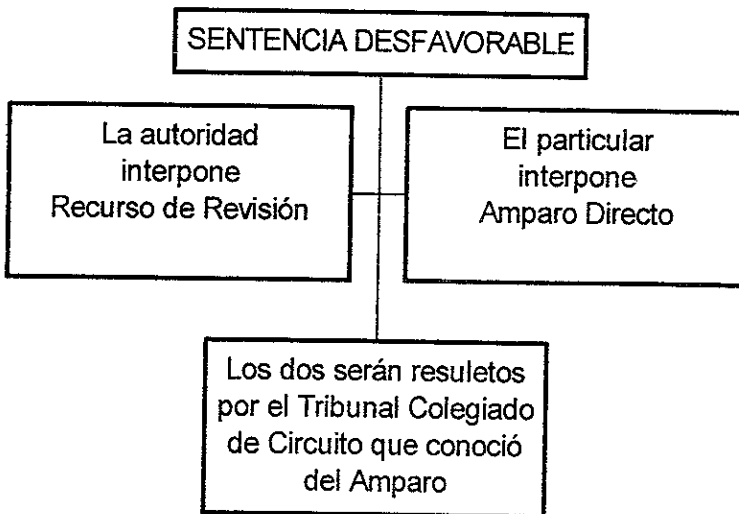 SENTENCIA DESFAVORABLE
La autoridad
interpone
Recurso de Revisión
El particular
interpone
Amparo Directo
Los dos serán resuletos
por el Tribunal Colegiado
de Circuito que conoció
del Amparo